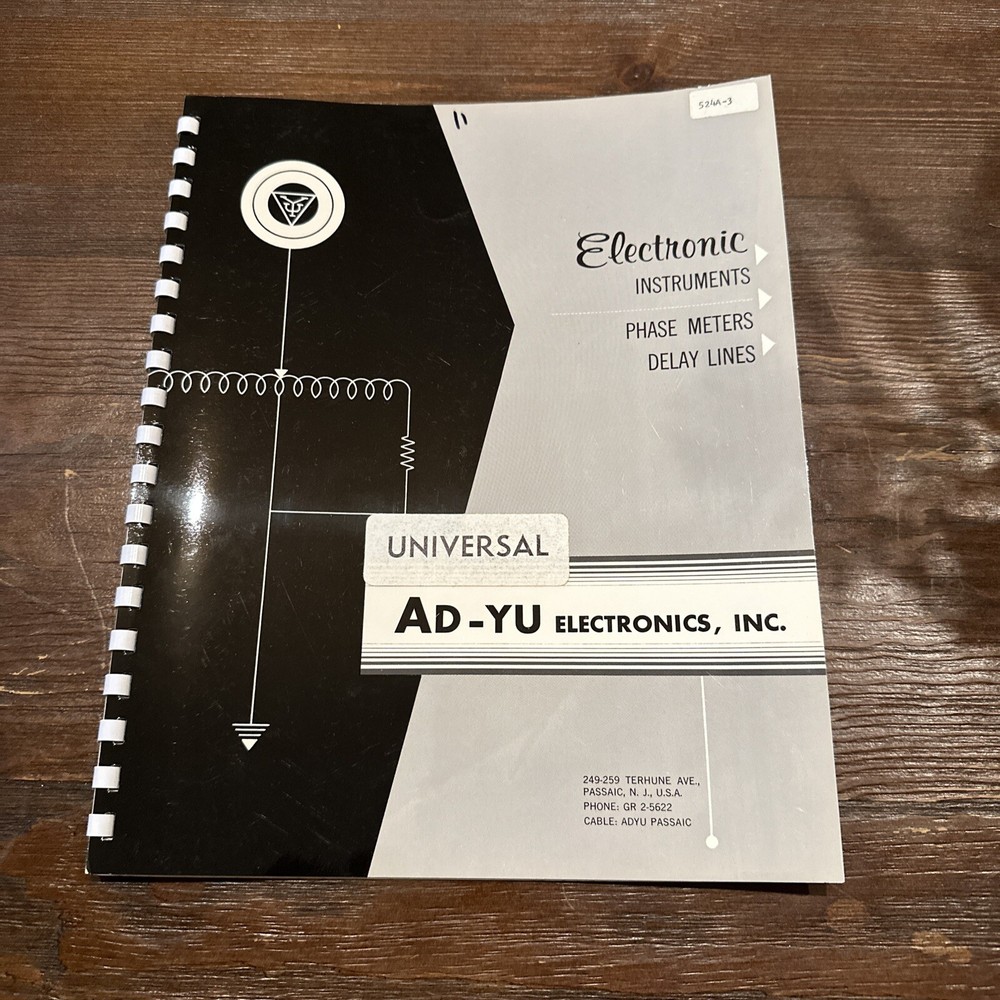 524A-3
Electronic
INSTRUMENTS
PHASE METERS
DELAY LINES
UNIVERSAL
AD-YU ELECTRONICS, INC.
249-259 TERHUNE AVE.,
PASSAIC, N. J., U.S.A.
PHONE: GR 2-5622
CABLE: ADYU PASSAIC